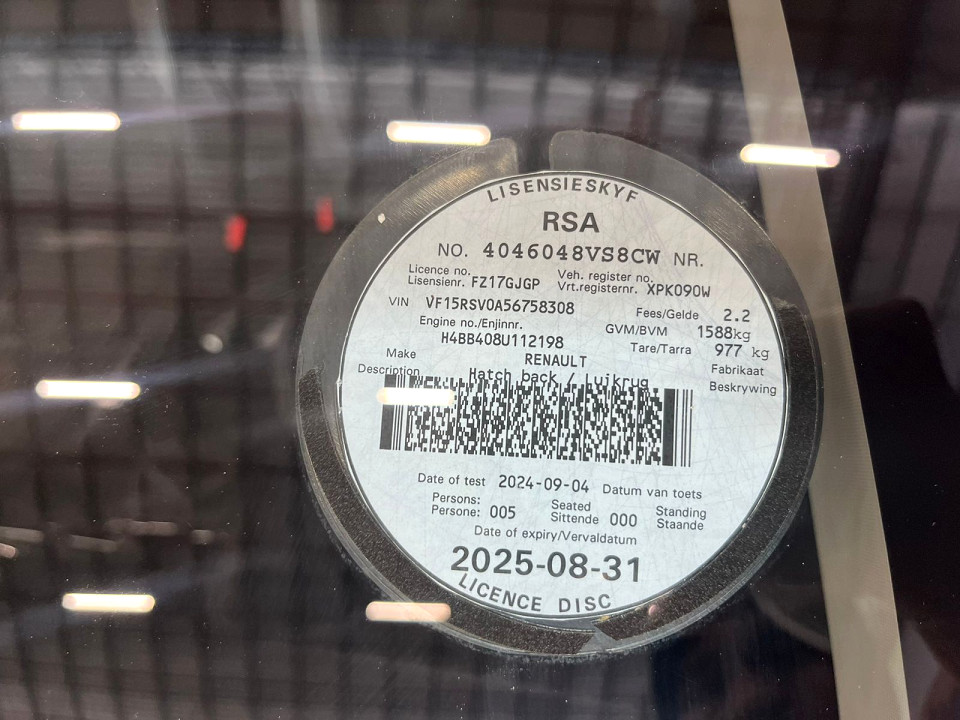 LISENSIESKYF
RSA
NO. 4046048VS8CW NR.
Licence no. Veh. register no.
Lisensienr. FZ17GJGP Vrt.registernr. XPK090W
VIN VF15RSV0A56758308 Fees/Gelde 2.2
Engine no./Enjinnr. GVM/BVM 1588kg
H4BB408U112198 Tare/Tarra 977 kg
Make RENAULT Fabrikaat
Description Hatch back / Luikrug Beskrywing
Date of test 2024-09-04 Datum van toets
Persons: Seated Standing
Persone: 005 Sittende 000 Staande
Date of expiry/Vervaldatum
2025-08-31
LICENCE DISC